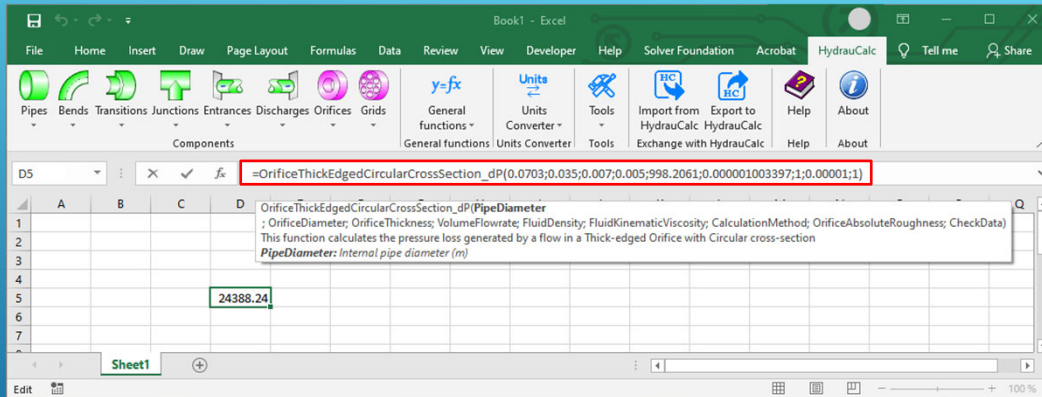 Book1 - Excel
File Home Insert Draw Page Layout Formulas Data Review View Developer Help Solver Foundation Acrobat HydrauCalc Tell me Share
HC HC
y=fx Units
Pipes Bends Transitions Junctions Entrances Discharges Orifices Grids General Units Tools Import from Export to Help About
functions Converter HydrauCalc HydrauCalc
Components General functions Units Converter Tools Exchange with HydrauCalc Help About
D5 fx =OrificeThickEdgedCircularCrossSection_dP(0.0703;0.035;0.007;0.005;998.2061;0.000001003397;1;0.00001;1)
A B C D Q
OrificeThickEdgedCircularCrossSection_dP(PipeDiameter
1
; OrificeDiameter; OrificeThickness; VolumeFlowrate; FluidDensity; FluidKinematicViscosity; CalculationMethod; OrificeAbsoluteRoughness; CheckData)
2 This function calculates the pressure loss generated by a flow in a Thick-edged Orifice with Circular cross-section
3 PipeDiameter: Internal pipe diameter (m)
4
5 24388.24
6
7
Sheet1
Edit 100 %